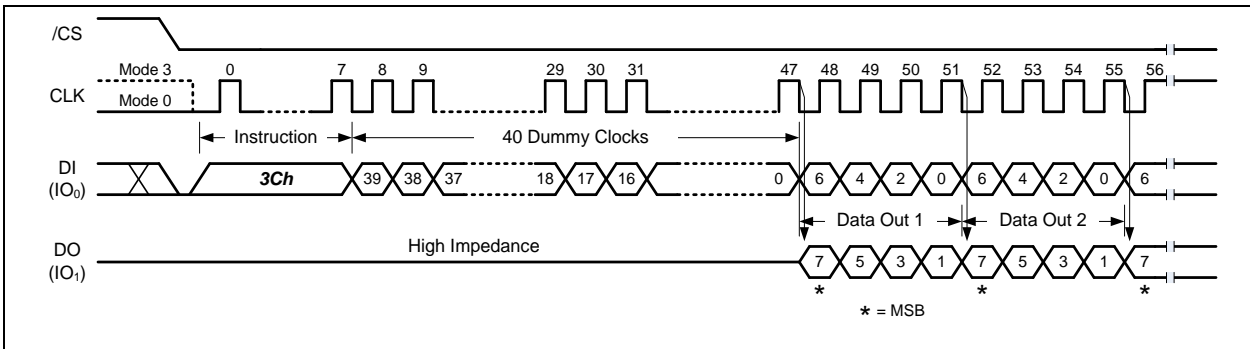 /CS
Mode 3
0 7 8 9 29 30 31 47 48 49 50 51 52 53 54 55 56
CLK
Mode 0
Instruction 40 Dummy Clocks
DI
(IO0)
3Ch 39 38 37 18 17 16 0 6 4 2 0 6 4 2 0 6
Data Out 1 Data Out 2
High Impedance
DO
(IO1)
7 5 3 1 7 5 3 1 7
* * *
* = MSB